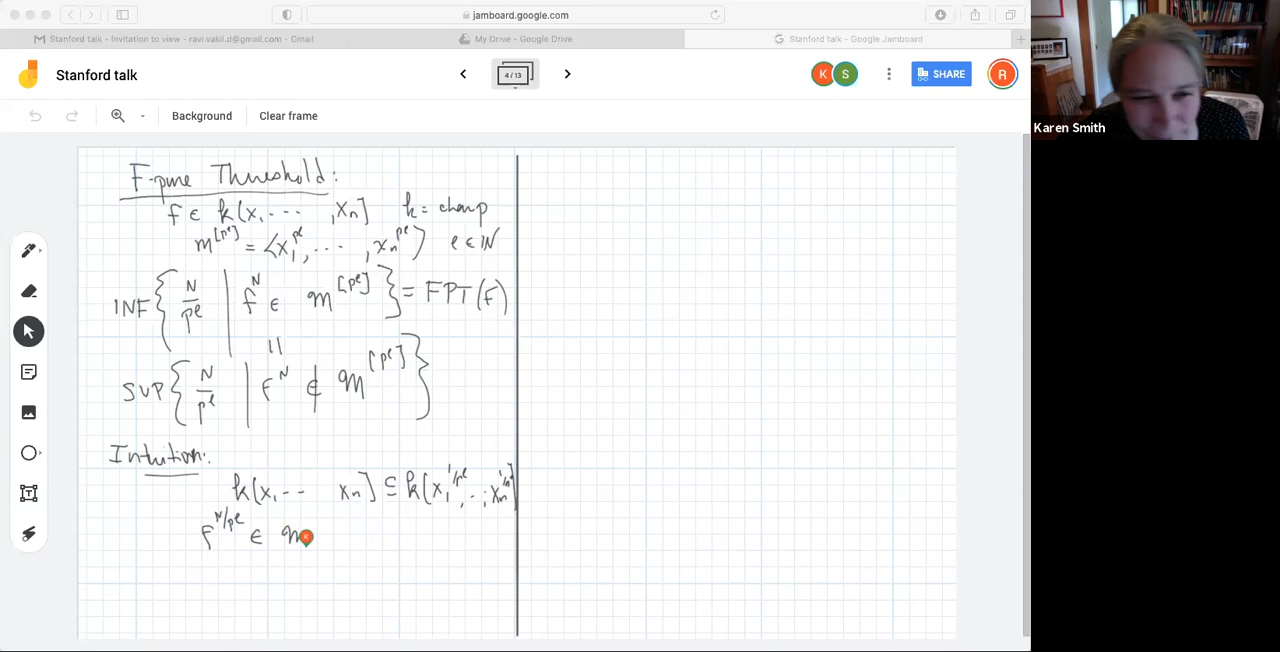 jamboard.google.com
Stanford talk - Invitation to view - ravi.vakil.d@gmail.com - Gmail
My Drive - Google Drive
Stanford talk - Google Jamboard
Stanford talk
4 / 13
K S
SHARE
R
Background
Clear frame
Karen Smith
F-pure Threshold:
f ∈ k[x, ... , xn] k = char p
m^[p^e] = <x1^p^e, ... , xn^p^e> e ∈ IN
INF { N/p^e | f^N ∈ m^[p^e] } = FPT(f)
||
SUP { N/p^e | f^N ∉ m^[p^e] }
Intuition:
k[x, ... xn] ⊆ k[x1^1/p^e, ..., xn^1/p^e]
f^N/p^e ∈ m